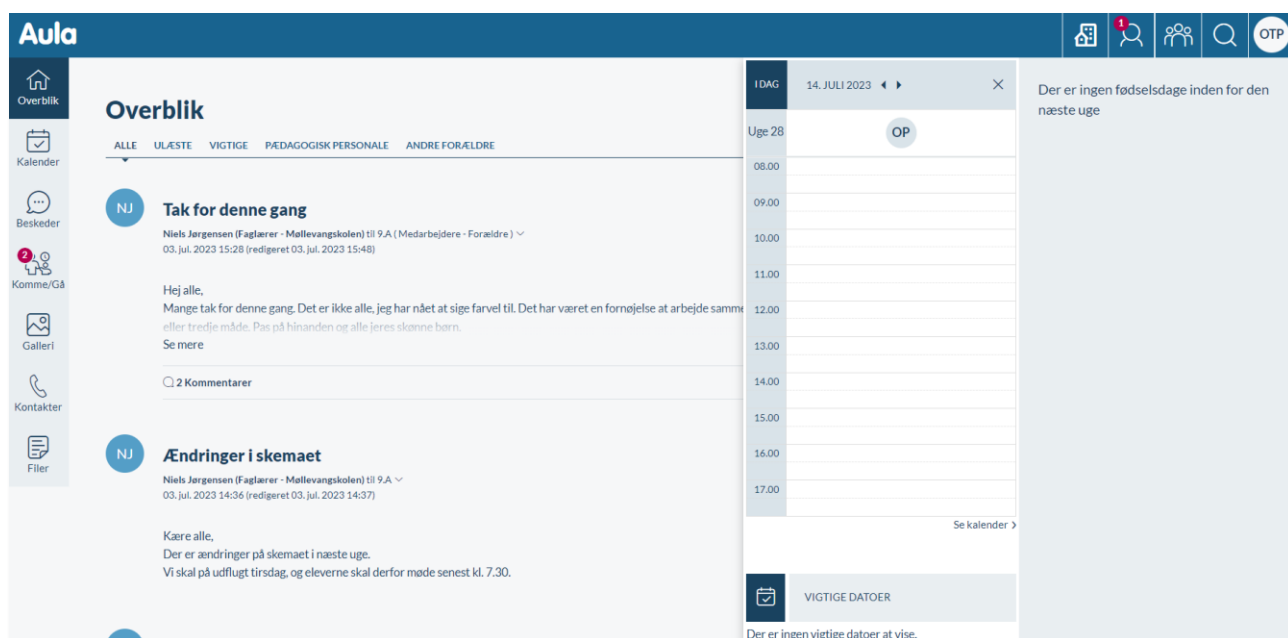 Aula
1
OTP
Overblik
Kalender
Beskeder
2
Komme/Gå
Galleri
Kontakter
Filer
Overblik
ALLE ULÆSTE VIGTIGE PÆDAGOGISK PERSONALE ANDRE FORÆLDRE
NJ
Tak for denne gang
Niels Jørgensen (Faglærer - Møllevangskolen) til 9.A ( Medarbejdere - Forældre )
03. jul. 2023 15:28 (redigeret 03. jul. 2023 15:48)
Hej alle,
Mange tak for denne gang. Det er ikke alle, jeg har nået at sige farvel til. Det har været en fornøjelse at arbejde samme
eller tredje måde. Pas på hinanden og alle jeres skønne børn.
Se mere
2 Kommentarer
NJ
Ændringer i skemaet
Niels Jørgensen (Faglærer - Møllevangskolen) til 9.A
03. jul. 2023 14:36 (redigeret 03. jul. 2023 14:37)
Kære alle,
Der er ændringer på skemaet i næste uge.
Vi skal på udflugt tirsdag, og eleverne skal derfor møde senest kl. 7.30.
I DAG 14. JULI 2023
Uge 28 OP
08.00
09.00
10.00
11.00
12.00
13.00
14.00
15.00
16.00
17.00
Se kalender
VIGTIGE DATOER
Der er ingen vigtige datoer at vise.
Der er ingen fødselsdage inden for den
næste uge